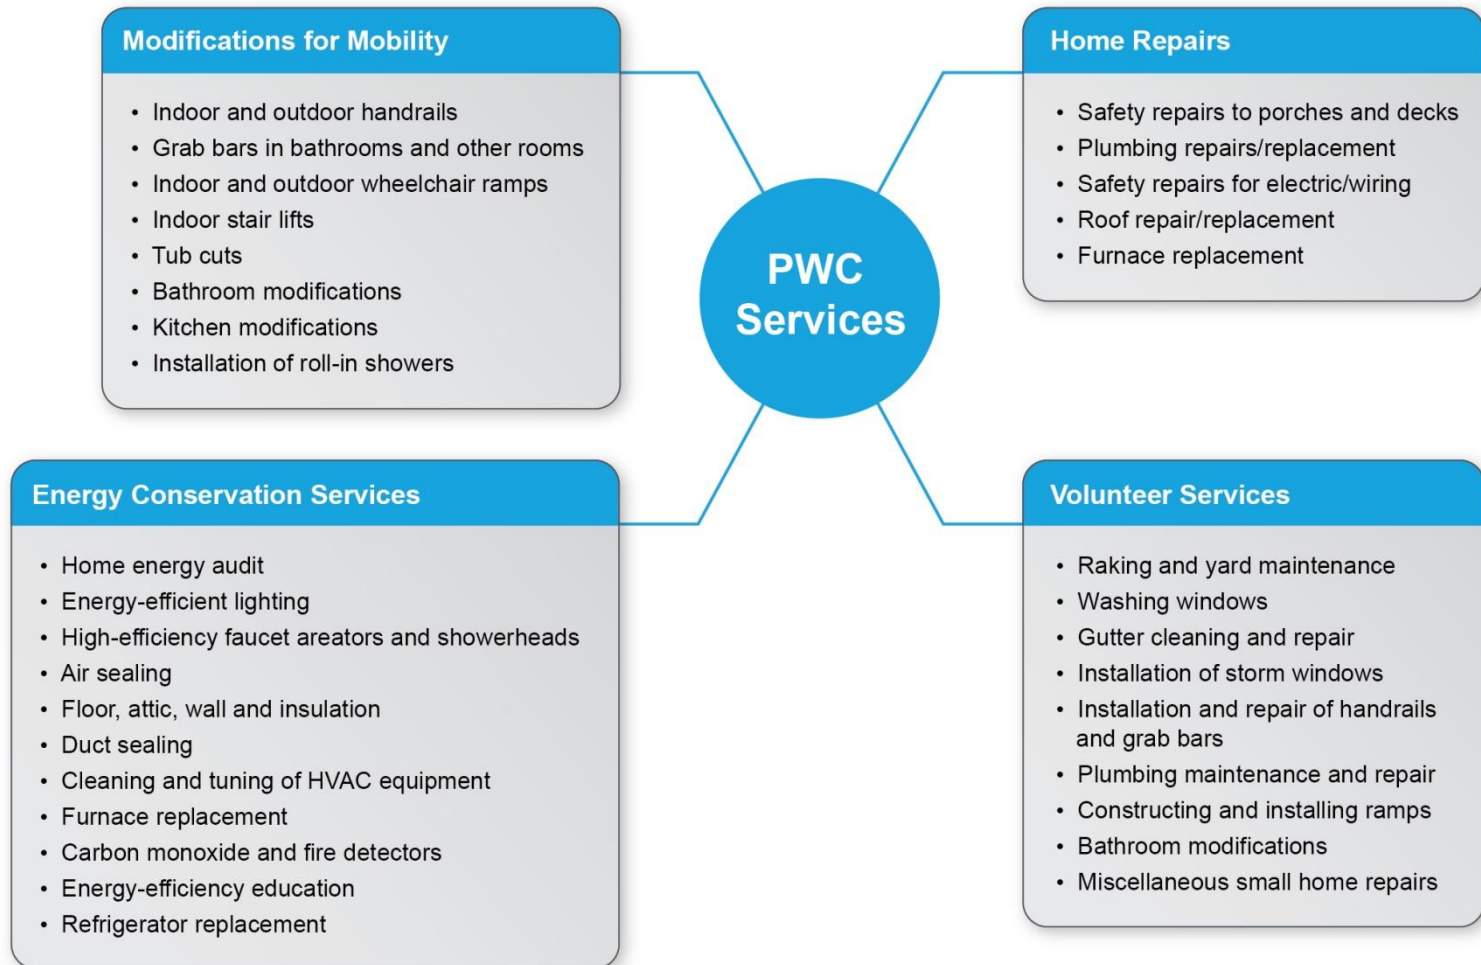 Modifications for Mobility
• Indoor and outdoor handrails
• Grab bars in bathrooms and other rooms
• Indoor and outdoor wheelchair ramps
• Indoor stair lifts
• Tub cuts
• Bathroom modifications
• Kitchen modifications
• Installation of roll-in showers
Home Repairs
• Safety repairs to porches and decks
• Plumbing repairs/replacement
• Safety repairs for electric/wiring
• Roof repair/replacement
• Furnace replacement
PWC
Services
Energy Conservation Services
• Home energy audit
• Energy-efficient lighting
• High-efficiency faucet areators and showerheads
• Air sealing
• Floor, attic, wall and insulation
• Duct sealing
• Cleaning and tuning of HVAC equipment
• Furnace replacement
• Carbon monoxide and fire detectors
• Energy-efficiency education
• Refrigerator replacement
Volunteer Services
• Raking and yard maintenance
• Washing windows
• Gutter cleaning and repair
• Installation of storm windows
• Installation and repair of handrails
and grab bars
• Plumbing maintenance and repair
• Constructing and installing ramps
• Bathroom modifications
• Miscellaneous small home repairs